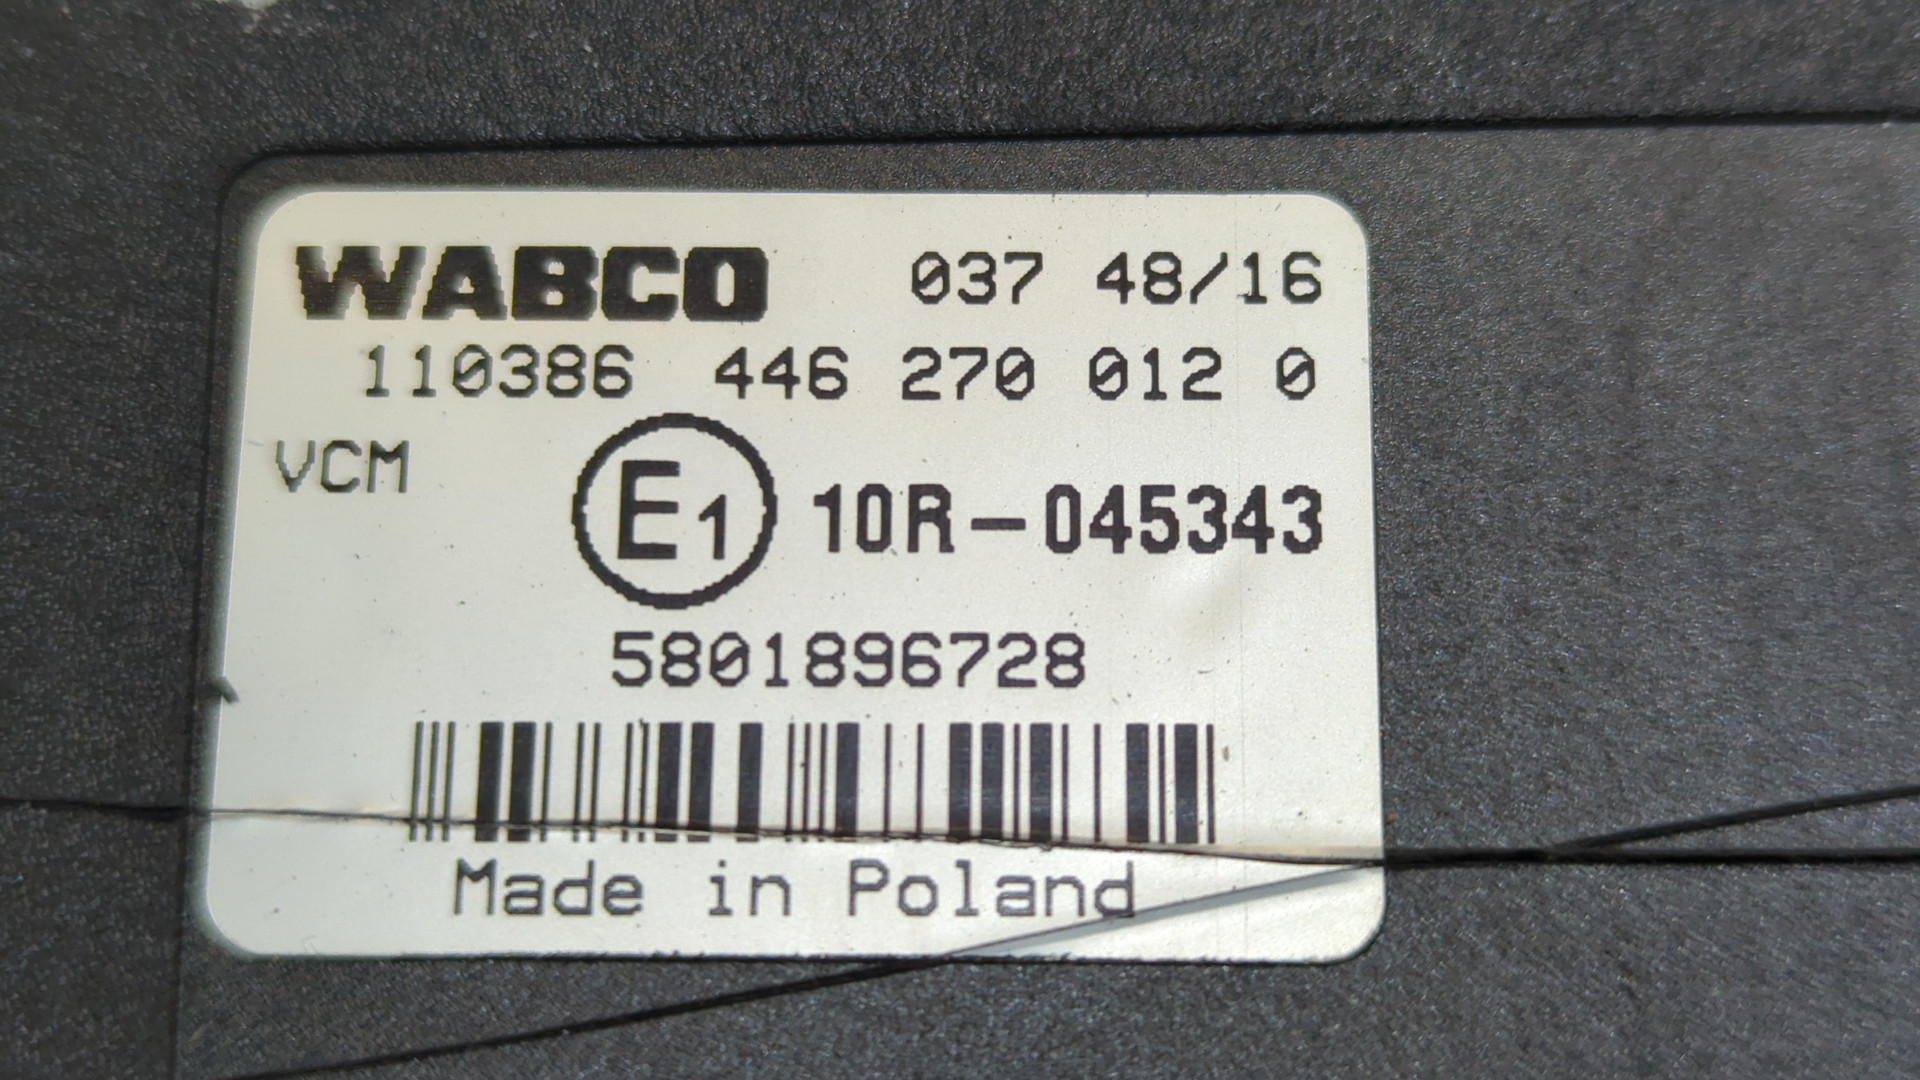 WABCO 037 48/16
110386 446 270 012 0
VCM
E1 10R-045343
5801896728
Made in Poland